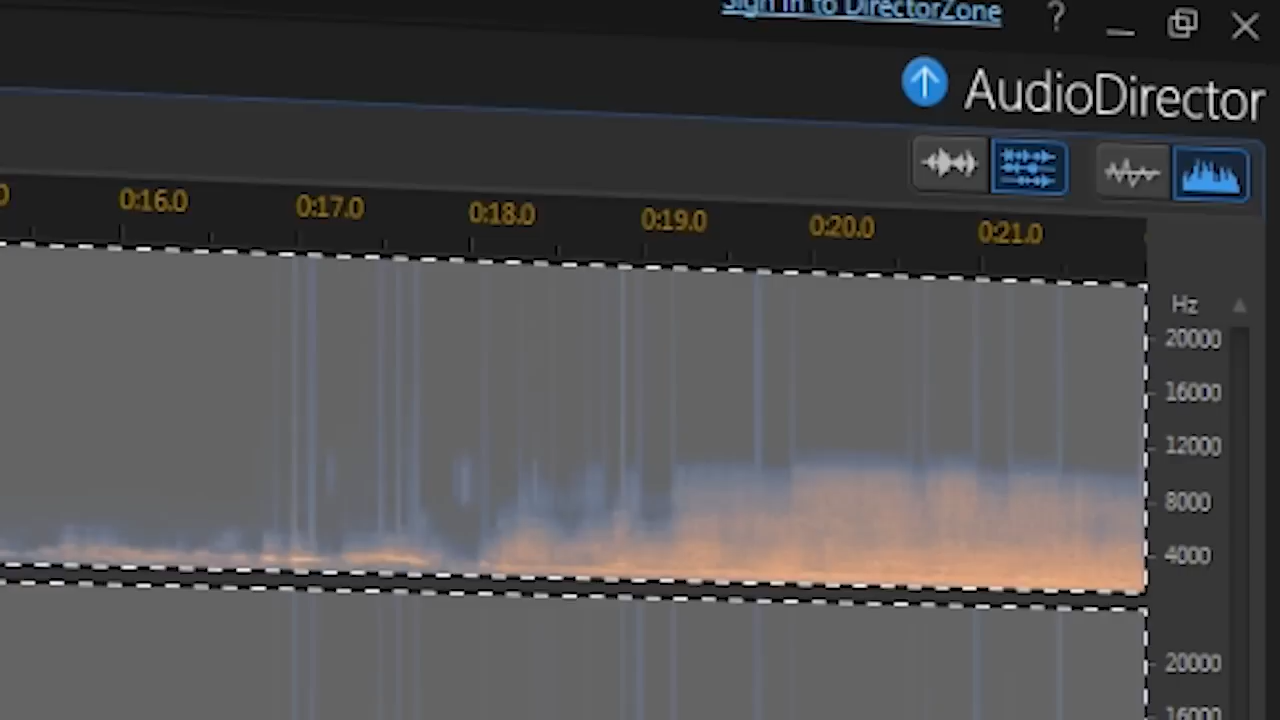 Sign in to DirectorZone
?
AudioDirector
0:16.0 0:17.0 0:18.0 0:19.0 0:20.0 0:21.0
Hz
20000
16000
12000
8000
4000
20000
16000